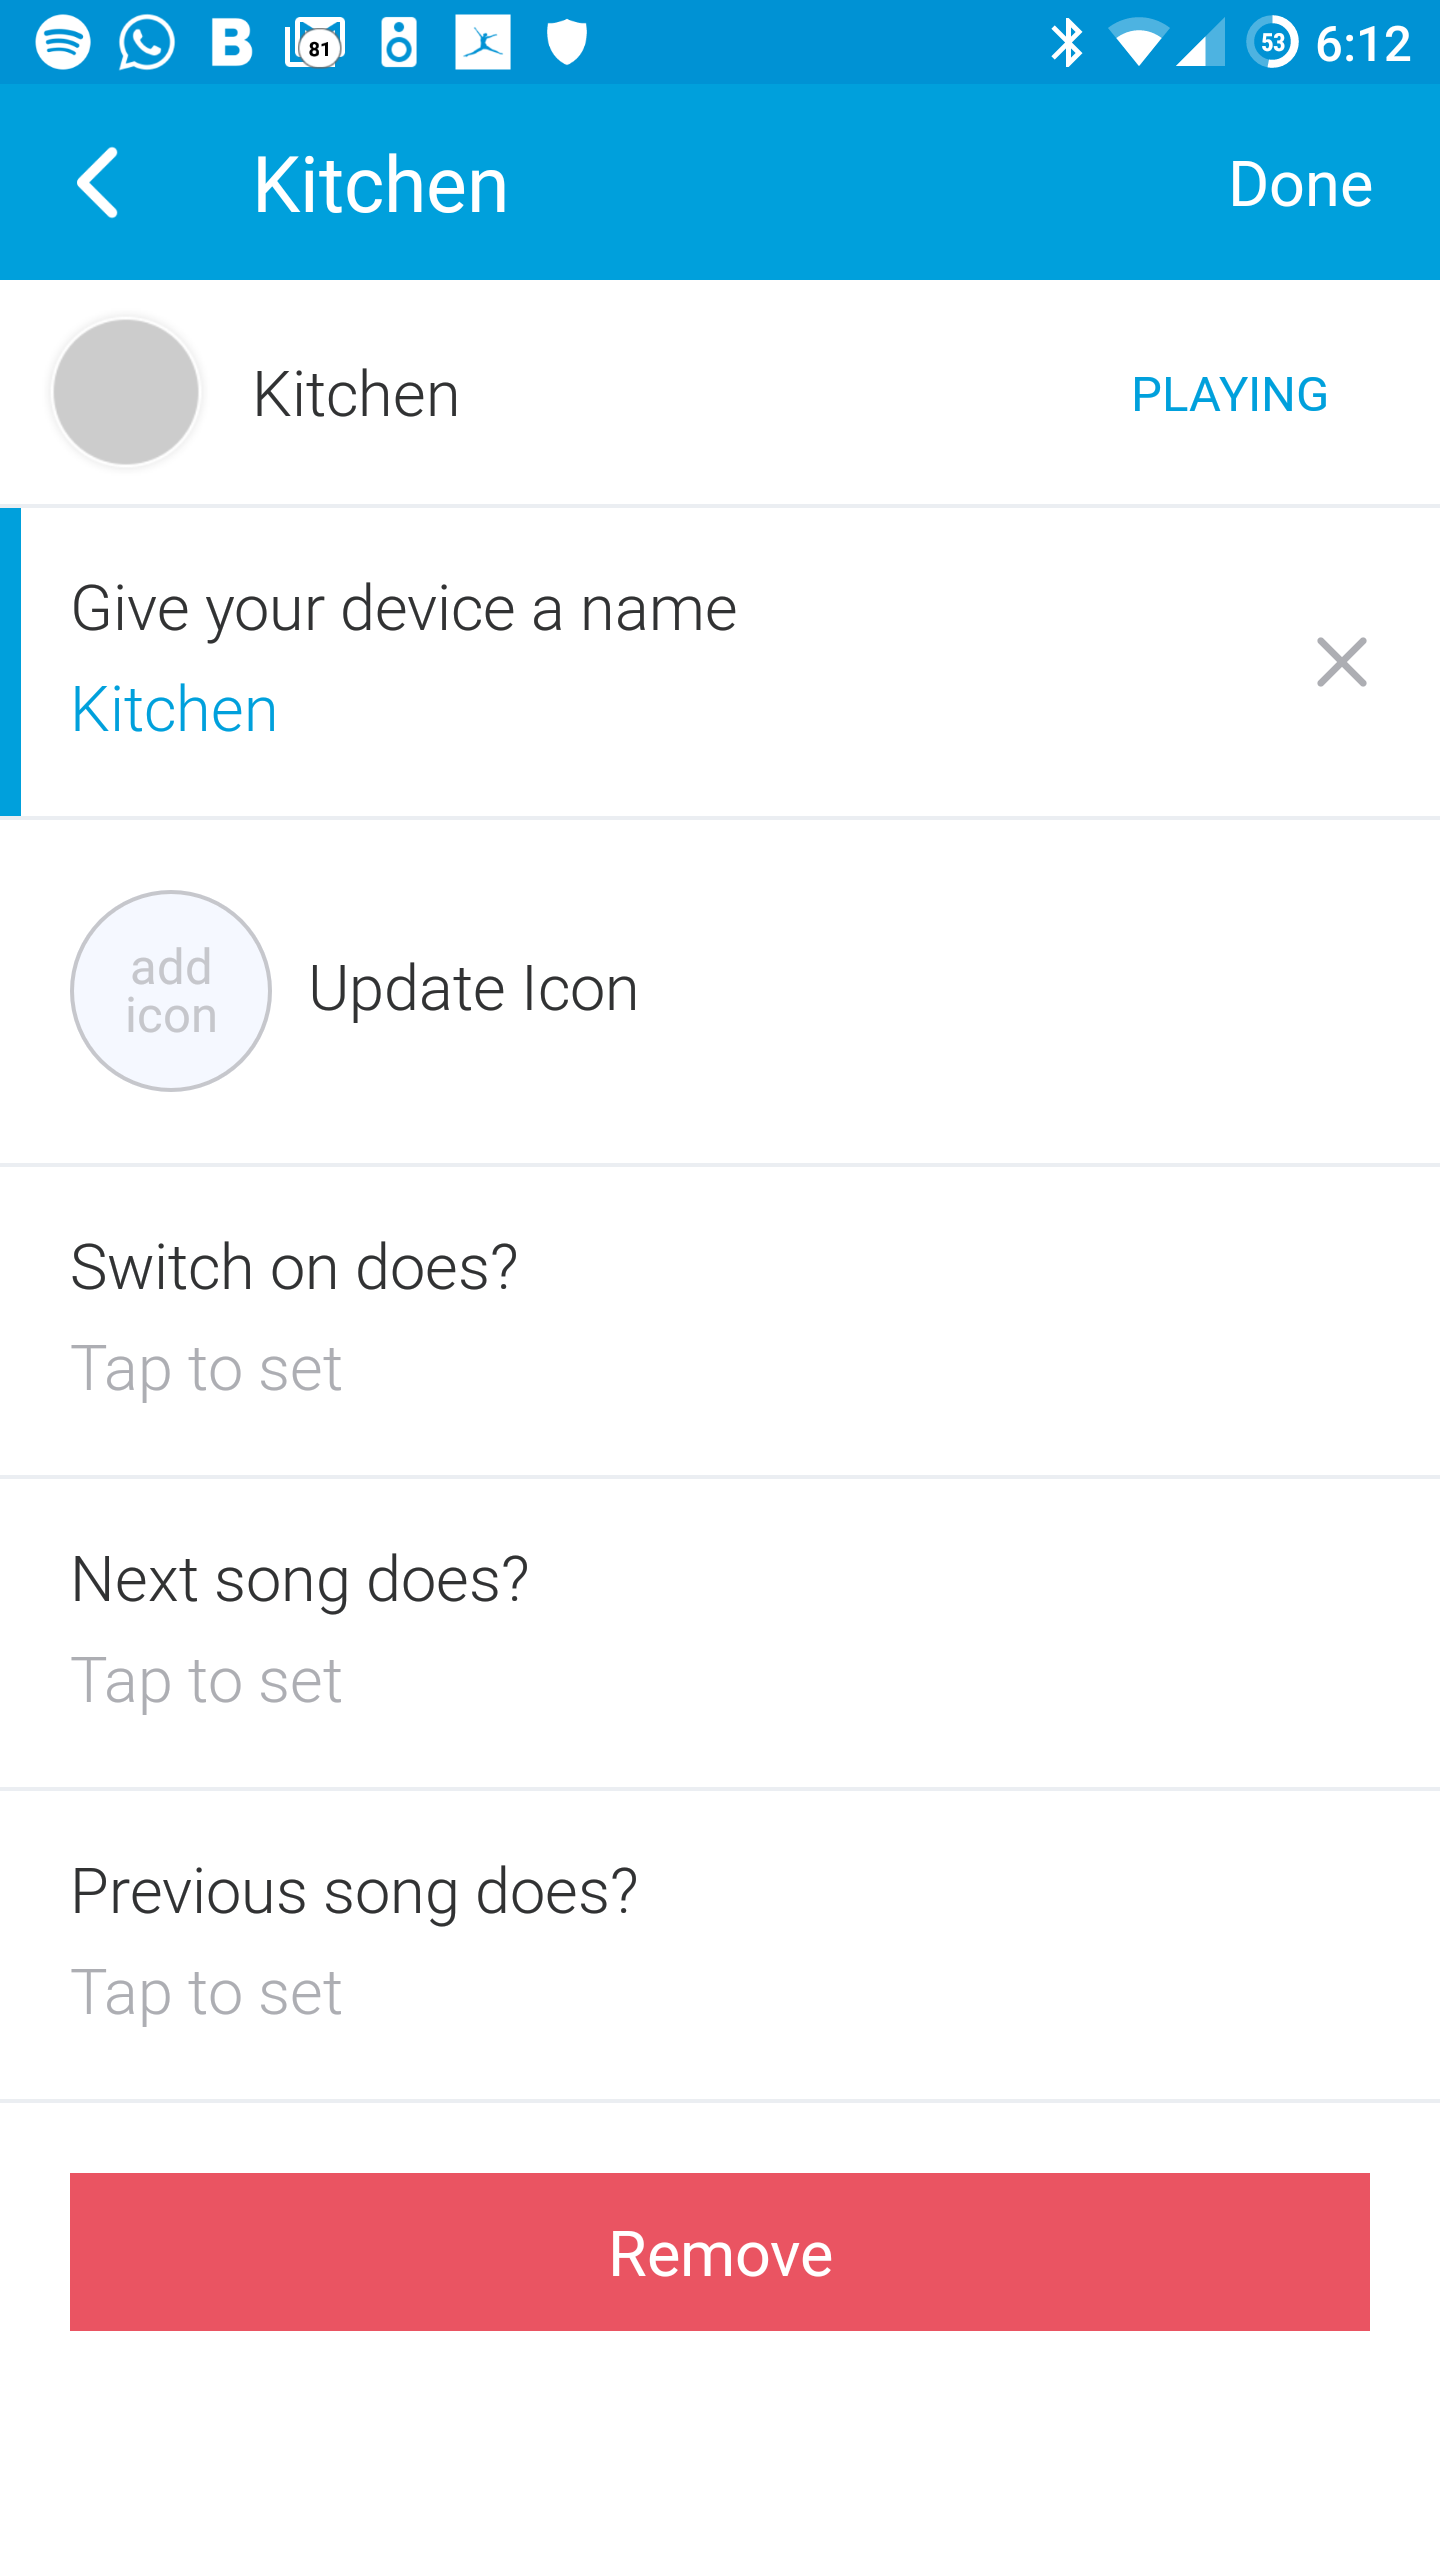 B 81 53 6:12
Kitchen Done
Kitchen PLAYING
Give your device a name
Kitchen
add
icon
Update Icon
Switch on does?
Tap to set
Next song does?
Tap to set
Previous song does?
Tap to set
Remove